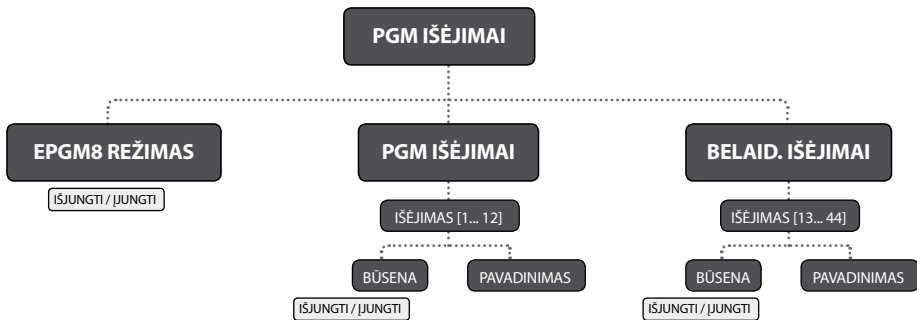 PGM IŠĖJIMAI
EPGM8 REŽIMAS
IŠJUNGTI / ĮJUNGTI
PGM IŠĖJIMAI
IŠĖJIMAS [1... 12]
BŪSENA
IŠJUNGTI / ĮJUNGTI
PAVADINIMAS
BELAID. IŠĖJIMAI
IŠĖJIMAS [13... 44]
BŪSENA
IŠJUNGTI / ĮJUNGTI
PAVADINIMAS